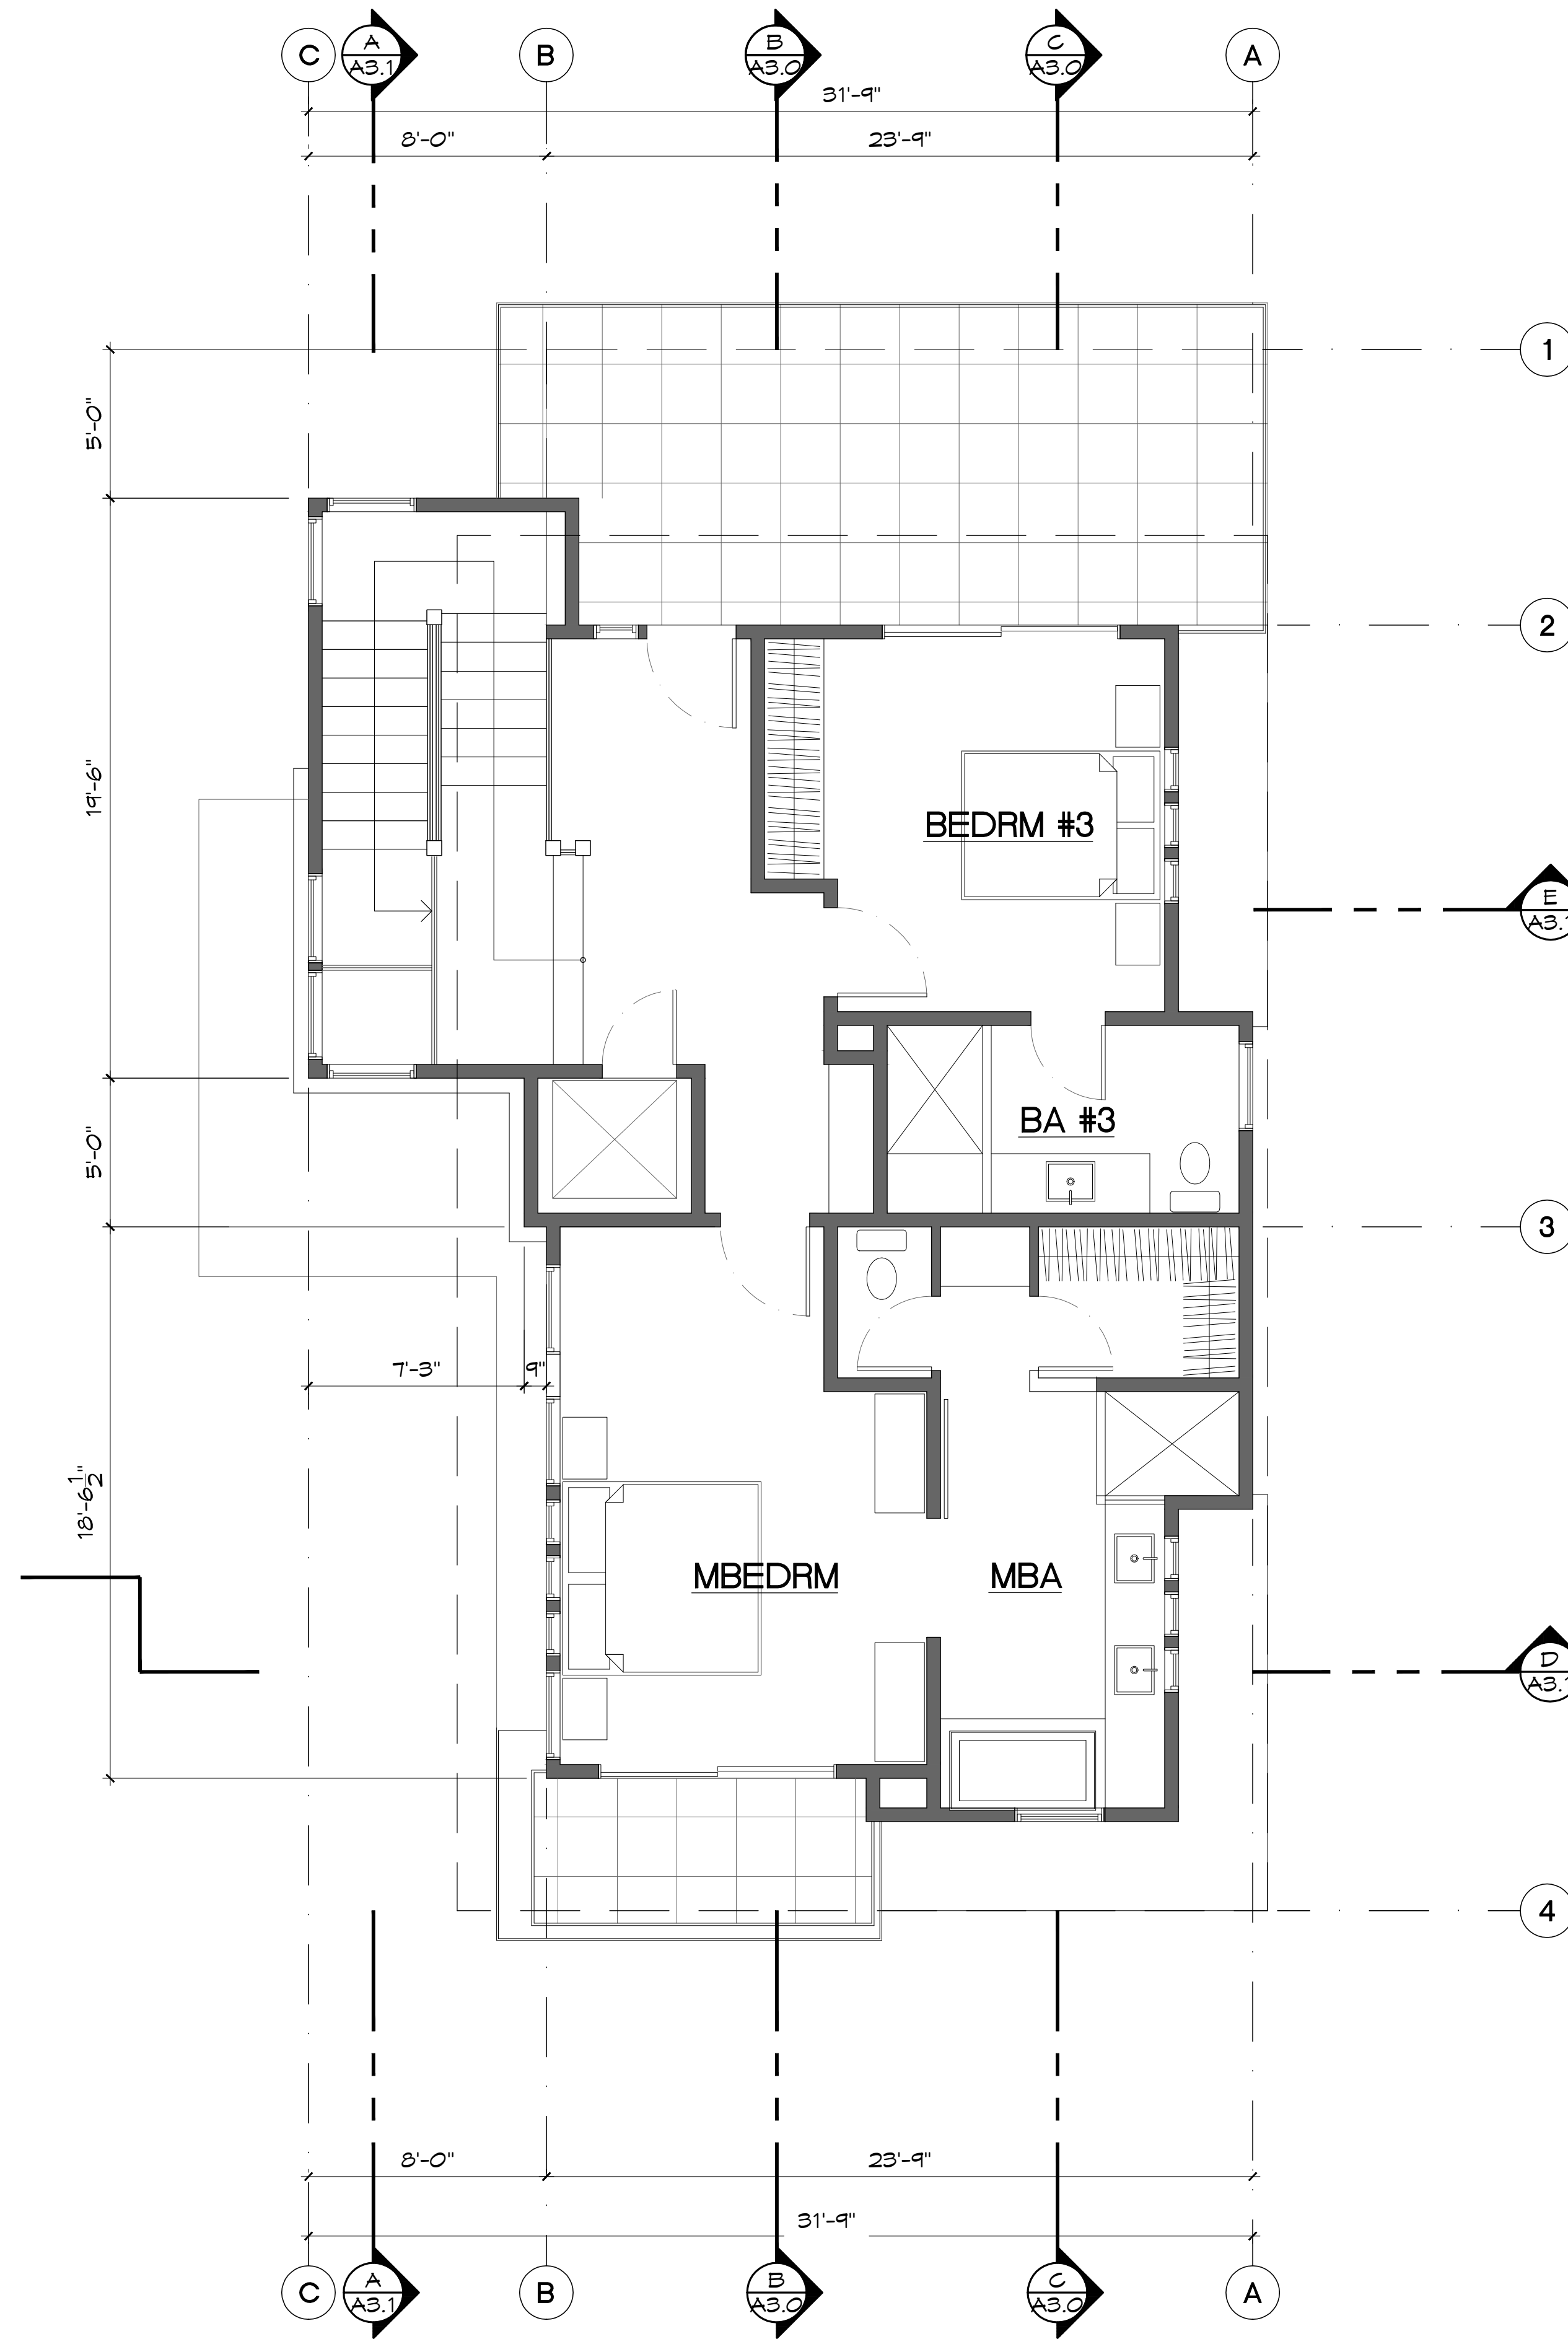 C A B B C A
A3.1 A3.0 A3.0
31'-9"
8'-0" 23'-9"
1
5'-0"
2
19'-6"
BEDRM #3
E
A3.1
BA #3
5'-0"
3
7'-3" 9"
18'-6 1/2"
MBEDRM MBA
D
A3.1
4
8'-0" 23'-9"
31'-9"
C A B B C A
A3.1 A3.0 A3.0